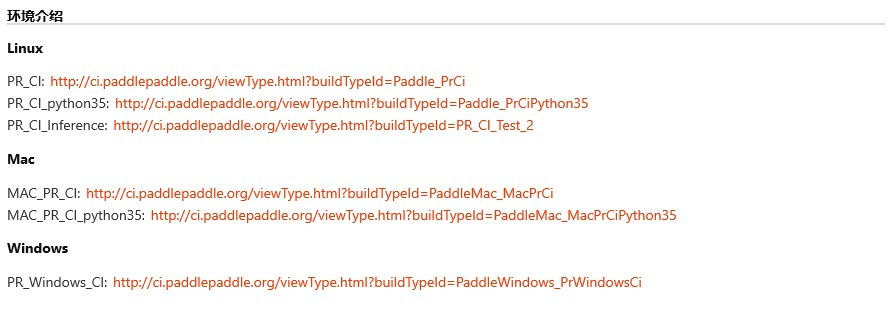 环境介绍
Linux
PR_CI: http://ci.paddlepaddle.org/viewType.html?buildTypeId=Paddle_PrCi
PR_CI_python35: http://ci.paddlepaddle.org/viewType.html?buildTypeId=Paddle_PrCiPython35
PR_CI_Inference: http://ci.paddlepaddle.org/viewType.html?buildTypeId=PR_CI_Test_2
Mac
MAC_PR_CI: http://ci.paddlepaddle.org/viewType.html?buildTypeId=PaddleMac_MacPrCi
MAC_PR_CI_python35: http://ci.paddlepaddle.org/viewType.html?buildTypeId=PaddleMac_MacPrCiPython35
Windows
PR_Windows_CI: http://ci.paddlepaddle.org/viewType.html?buildTypeId=PaddleWindows_PrWindowsCi